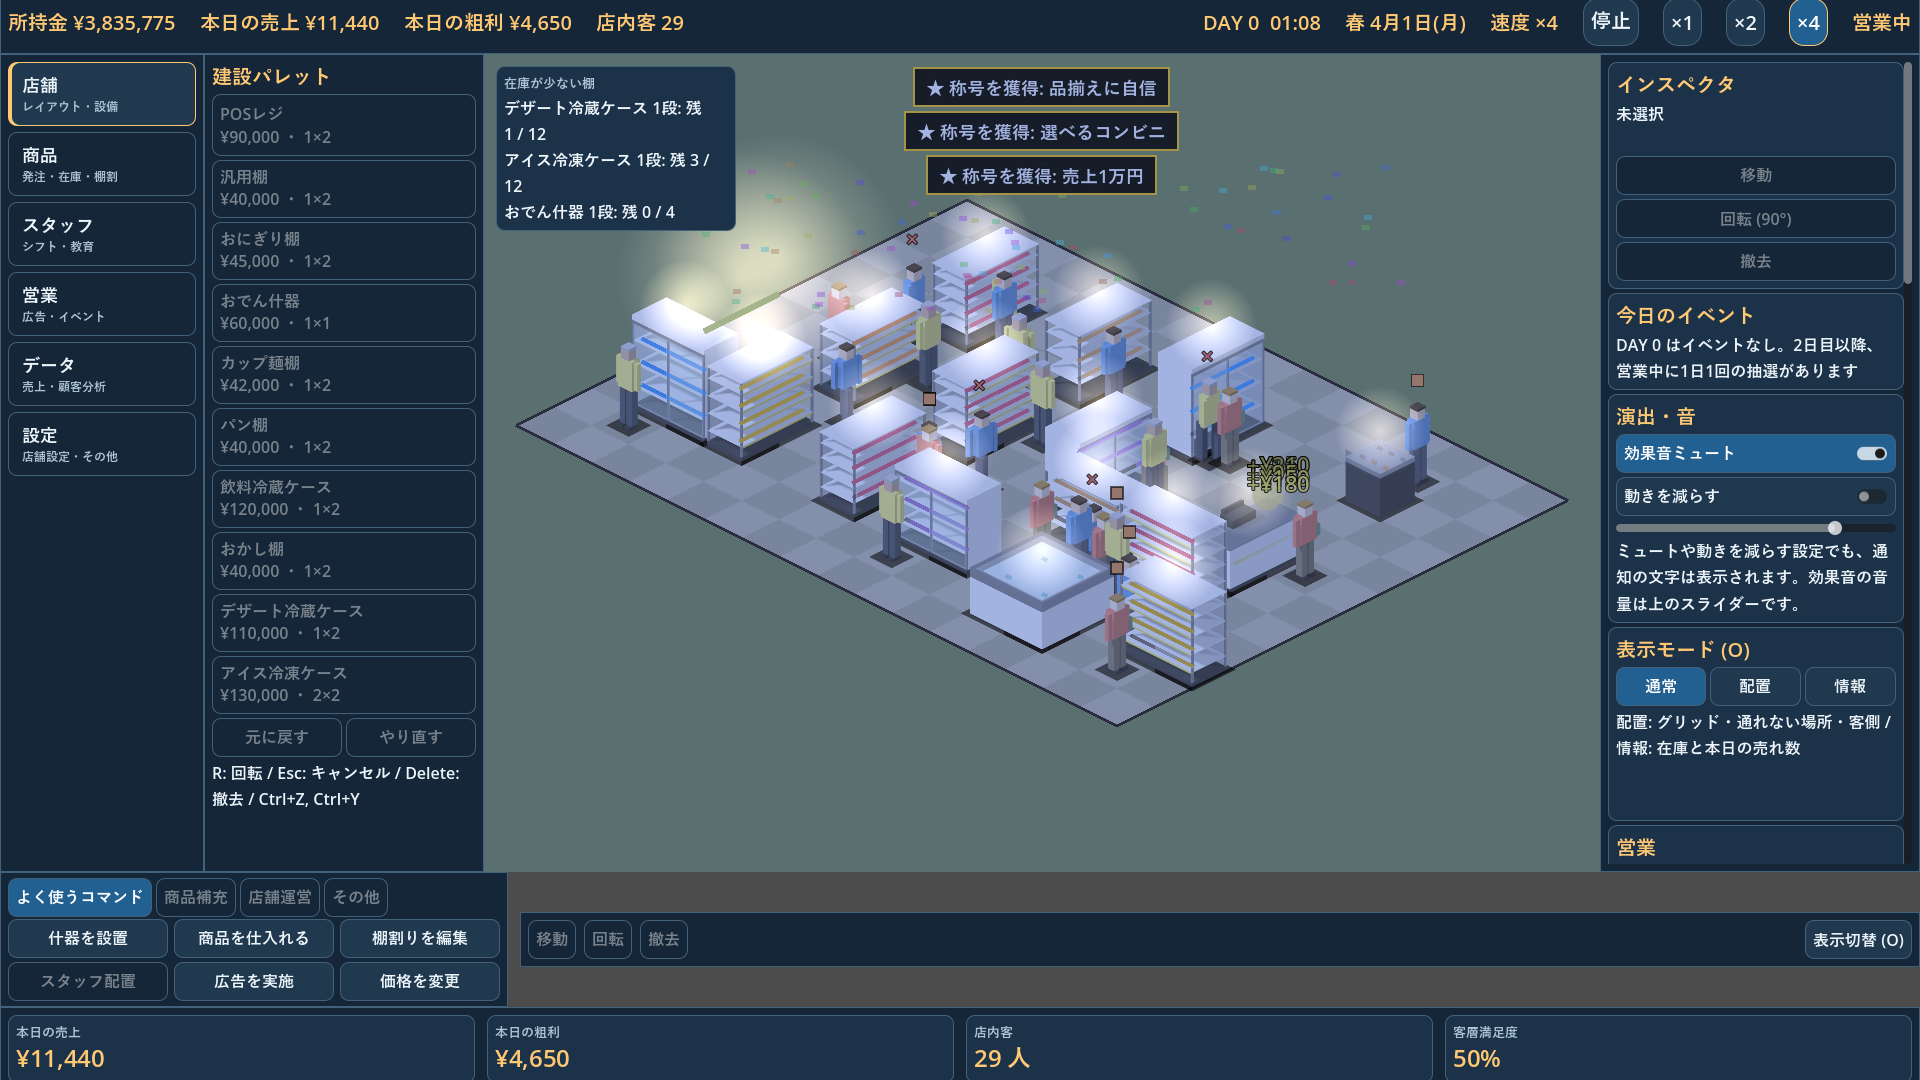 所持金 ¥3,835,775 本日の売上 ¥11,440 本日の粗利 ¥4,650 店内客 29
DAY 0 01:08 春 4月1日(月) 速度 ×4 停止 ×1 ×2 ×4 営業中
店舗
レイアウト・設備
商品
発注・在庫・棚割
スタッフ
シフト・教育
営業
広告・イベント
データ
売上・顧客分析
設定
店舗設定・その他
建設パレット
POSレジ
¥90,000 ・ 1×2
汎用棚
¥40,000 ・ 1×2
おにぎり棚
¥45,000 ・ 1×2
おでん什器
¥60,000 ・ 1×1
カップ麺棚
¥42,000 ・ 1×2
パン棚
¥40,000 ・ 1×2
飲料冷蔵ケース
¥120,000 ・ 1×2
おかし棚
¥40,000 ・ 1×2
デザート冷蔵ケース
¥110,000 ・ 1×2
アイス冷凍ケース
¥130,000 ・ 2×2
元に戻す やり直す
R: 回転 / Esc: キャンセル / Delete:
撤去 / Ctrl+Z, Ctrl+Y
在庫が少ない棚
デザート冷蔵ケース 1段: 残
1 / 12
アイス冷凍ケース 1段: 残 3 /
12
おでん什器 1段: 残 0 / 4
★ 称号を獲得: 品揃えに自信
★ 称号を獲得: 選べるコンビニ
★ 称号を獲得: 売上1万円
+¥180
インスペクタ
未選択
移動
回転 (90°)
撤去
今日のイベント
DAY 0 はイベントなし。2日目以降、
営業中に1日1回の抽選があります
演出・音
効果音ミュート
動きを減らす
ミュートや動きを減らす設定でも、通
知の文字は表示されます。効果音の音
量は上のスライダーです。
表示モード (O)
通常 配置 情報
配置: グリッド・通れない場所・客側 /
情報: 在庫と本日の売れ数
営業
よく使うコマンド 商品補充 店舗運営 その他
什器を設置 商品を仕入れる 棚割りを編集
スタッフ配置 広告を実施 価格を変更
移動 回転 撤去 表示切替 (O)
本日の売上
¥11,440
本日の粗利
¥4,650
店内客
29 人
客層満足度
50%